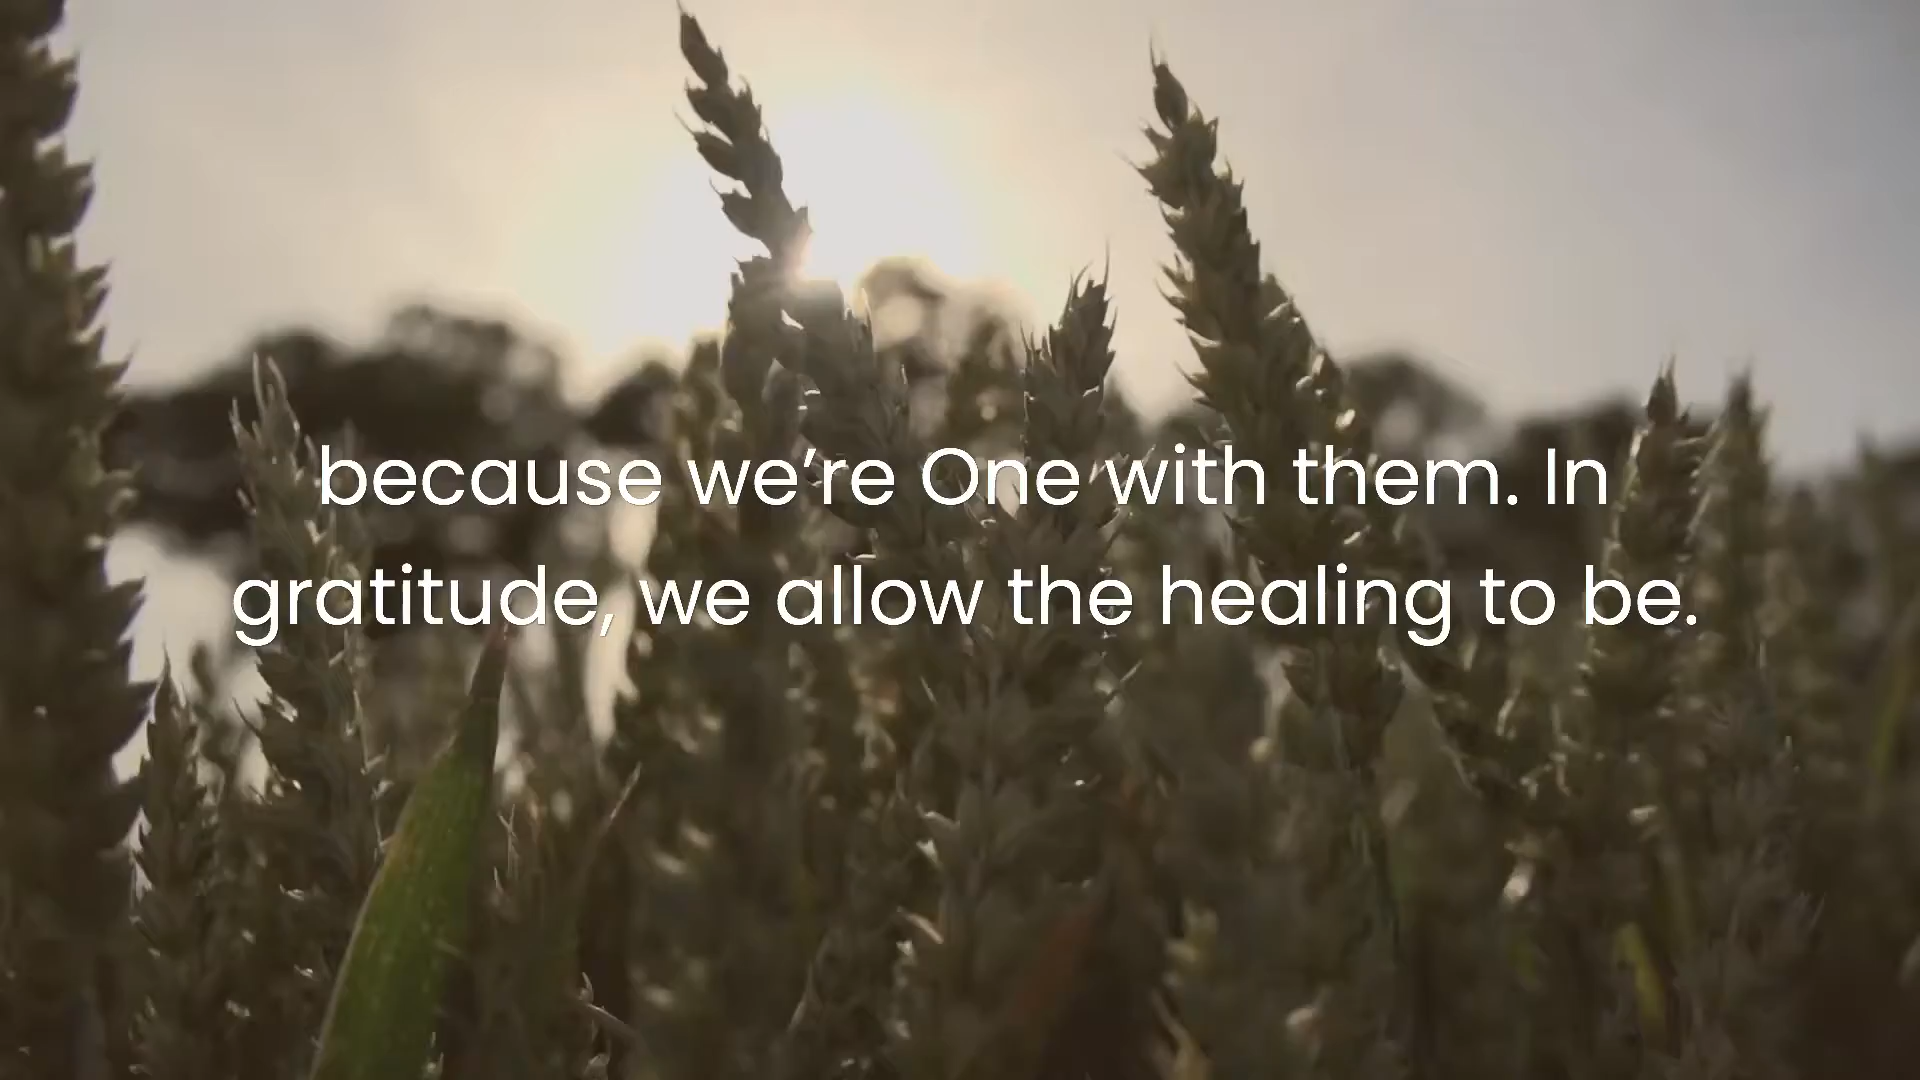 because we’re One with them. In
gratitude, we allow the healing to be.